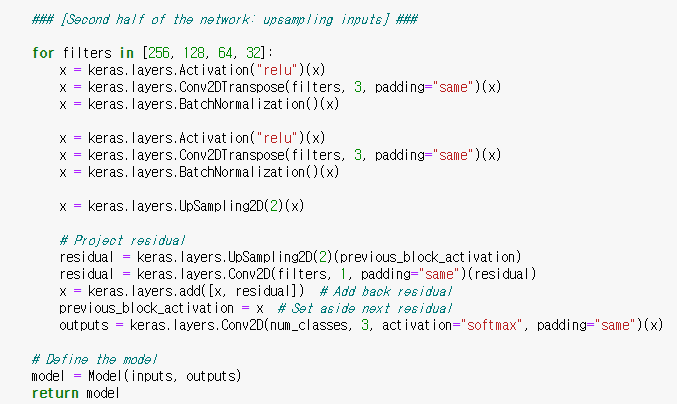 ### [Second half of the network: upsampling inputs] ###

for filters in [256, 128, 64, 32]:
    x = keras.layers.Activation("relu")(x)
    x = keras.layers.Conv2DTranspose(filters, 3, padding="same")(x)
    x = keras.layers.BatchNormalization()(x)

    x = keras.layers.Activation("relu")(x)
    x = keras.layers.Conv2DTranspose(filters, 3, padding="same")(x)
    x = keras.layers.BatchNormalization()(x)

    x = keras.layers.UpSampling2D(2)(x)

    # Project residual
    residual = keras.layers.UpSampling2D(2)(previous_block_activation)
    residual = keras.layers.Conv2D(filters, 1, padding="same")(residual)
    x = keras.layers.add([x, residual])  # Add back residual
    previous_block_activation = x  # Set aside next residual
    outputs = keras.layers.Conv2D(num_classes, 3, activation="softmax", padding="same")(x)

# Define the model
model = Model(inputs, outputs)
return model